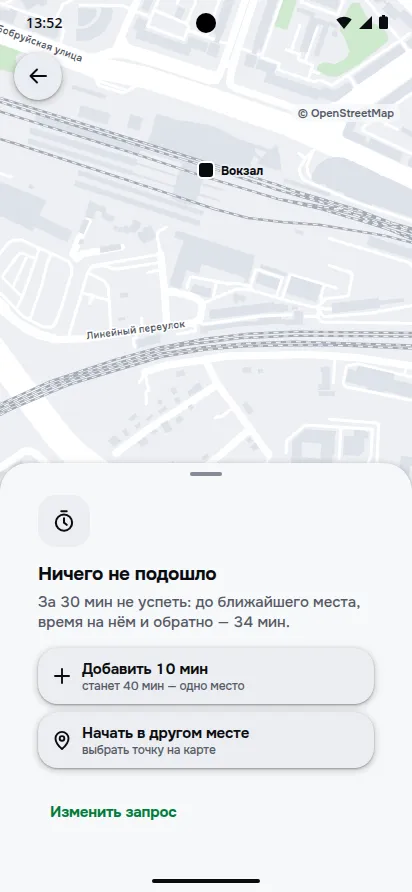 13:52
Бобруйская улица
© OpenStreetMap
Вокзал
Линейный переулок
Ничего не подошло
За 30 мин не успеть: до ближайшего места,
время на нём и обратно — 34 мин.
Добавить 10 мин
станет 40 мин — одно место
Начать в другом месте
выбрать точку на карте
Изменить запрос